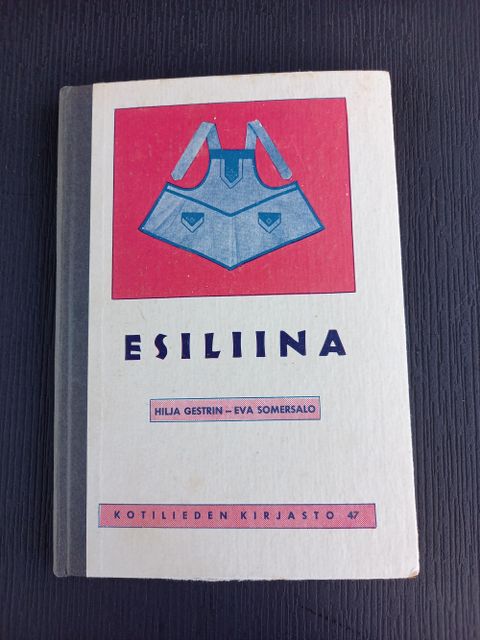 ESILIINA
HILJA GESTRIN – EVA SOMERSALO
KOTILIEDEN KIRJASTO 47